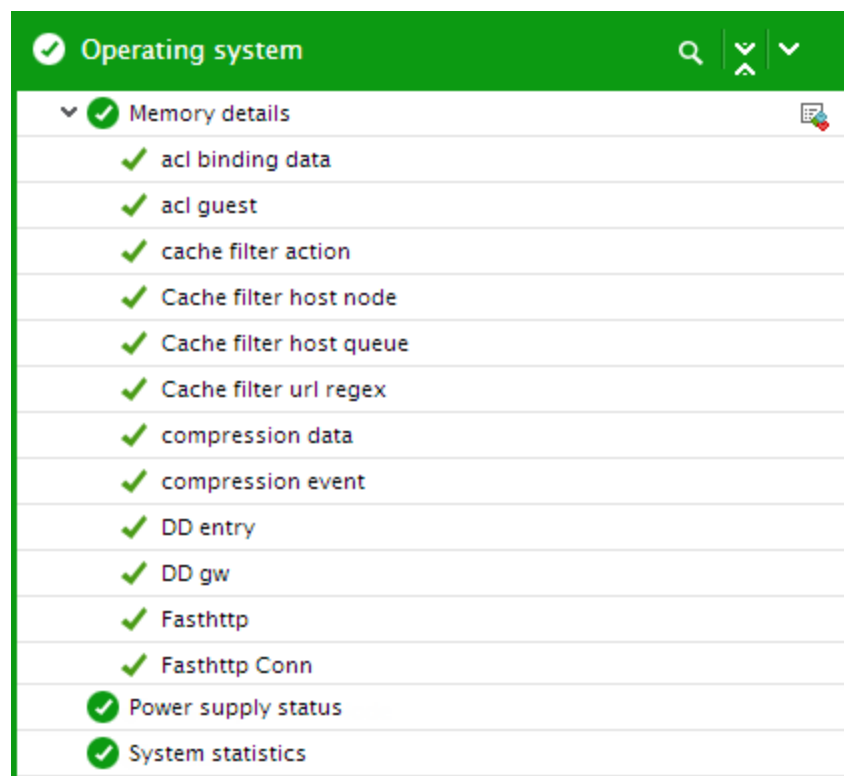 Operating system
Memory details
acl binding data
acl guest
cache filter action
Cache filter host node
Cache filter host queue
Cache filter url regex
compression data
compression event
DD entry
DD gw
Fasthttp
Fasthttp Conn
Power supply status
System statistics